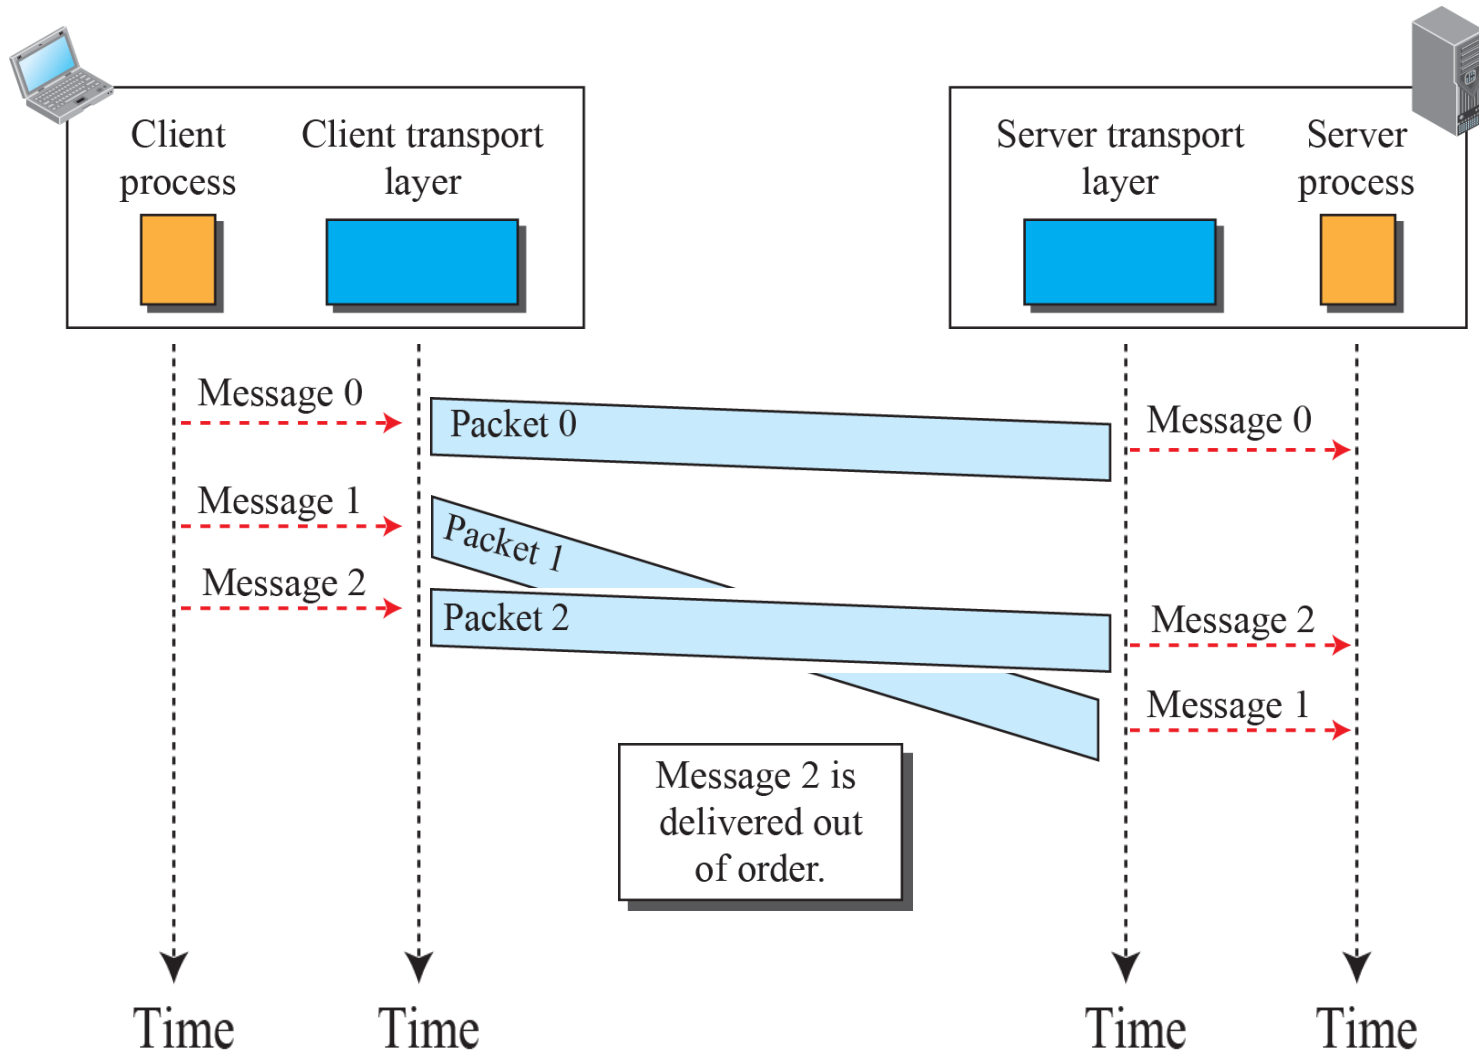 Client process
Client transport layer
Server transport layer
Server process
Message 0
Packet 0
Message 0
Message 1
Packet 1
Message 2
Packet 2
Message 2
Message 1
Message 2 is
delivered out
of order.
Time
Time
Time
Time